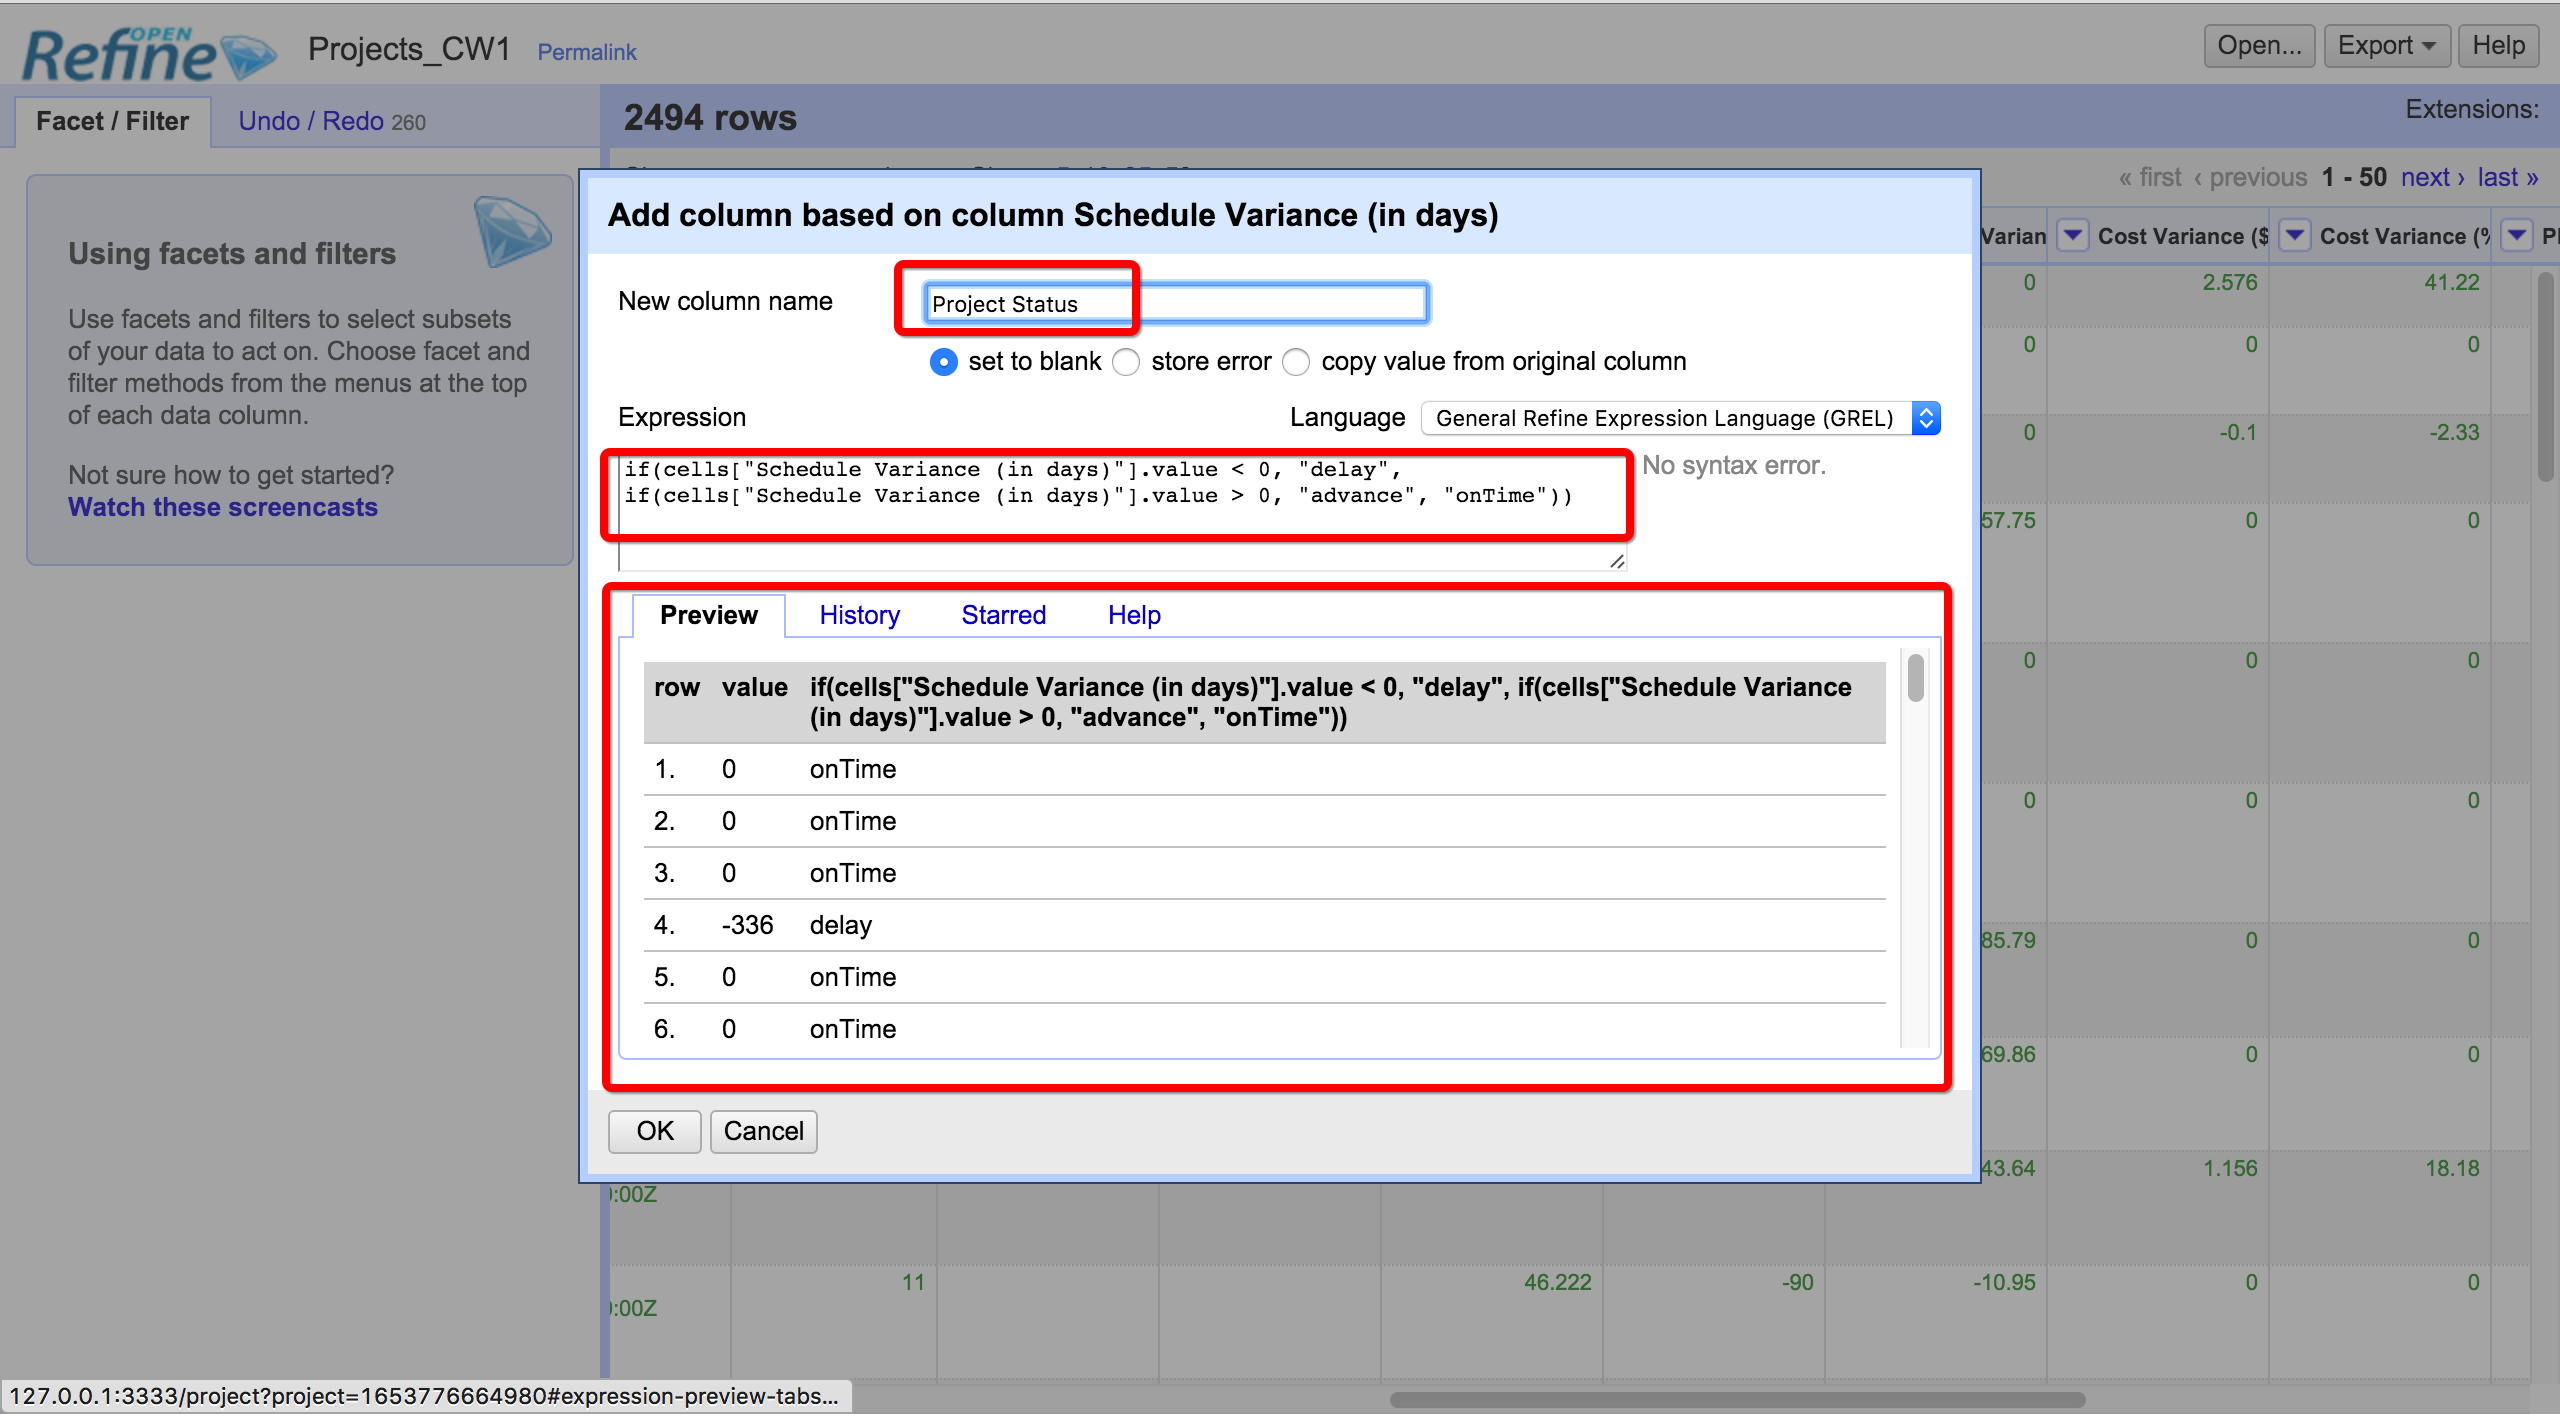 OPEN
Refine
Projects_CW1 Permalink
Open... Export Help
Facet / Filter Undo / Redo 260
2494 rows
Extensions:
« first ‹ previous 1 - 50 next › last »
Using facets and filters
Use facets and filters to select subsets
of your data to act on. Choose facet and
filter methods from the menus at the top
of each data column.
Not sure how to get started?
Watch these screencasts
Add column based on column Schedule Variance (in days)
New column name Project Status
set to blank store error copy value from original column
Expression Language General Refine Expression Language (GREL)
if(cells["Schedule Variance (in days)"].value < 0, "delay",
if(cells["Schedule Variance (in days)"].value > 0, "advance", "onTime"))
No syntax error.
Preview History Starred Help
row value if(cells["Schedule Variance (in days)"].value < 0, "delay", if(cells["Schedule Variance
(in days)"].value > 0, "advance", "onTime"))
1. 0 onTime
2. 0 onTime
3. 0 onTime
4. -336 delay
5. 0 onTime
6. 0 onTime
OK Cancel
Varian Cost Variance ($ Cost Variance (%
0 2.576 41.22
0 0 0
0 -0.1 -2.33
57.75 0 0
0 0 0
0 0 0
85.79 0 0
69.86 0 0
43.64 1.156 18.18
:00Z
11 46.222 -90 -10.95 0 0
:00Z
127.0.0.1:3333/project?project=1653776664980#expression-preview-tabs...